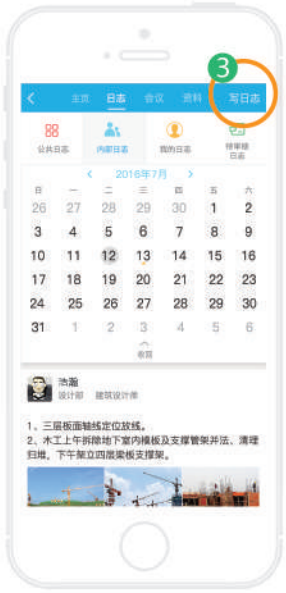 3
主页 日志 会议 资料 写日志
公共日志 内部日志 我的日志 待审核
日志
2016年7月
日 一 二 三 四 五 六
26 27 28 29 30 1 2
3 4 5 6 7 8 9
10 11 12 13 14 15 16
17 18 19 20 21 22 23
24 25 26 27 28 29 30
31 1 2 3 4 5 6
收回
浩瀚
设计部 建筑设计师
1、三层板面轴线定位放线。
2、木工上午拆除地下室内模板及支撑管架并法、清理
归堆,下午架立四层梁板支撑架。